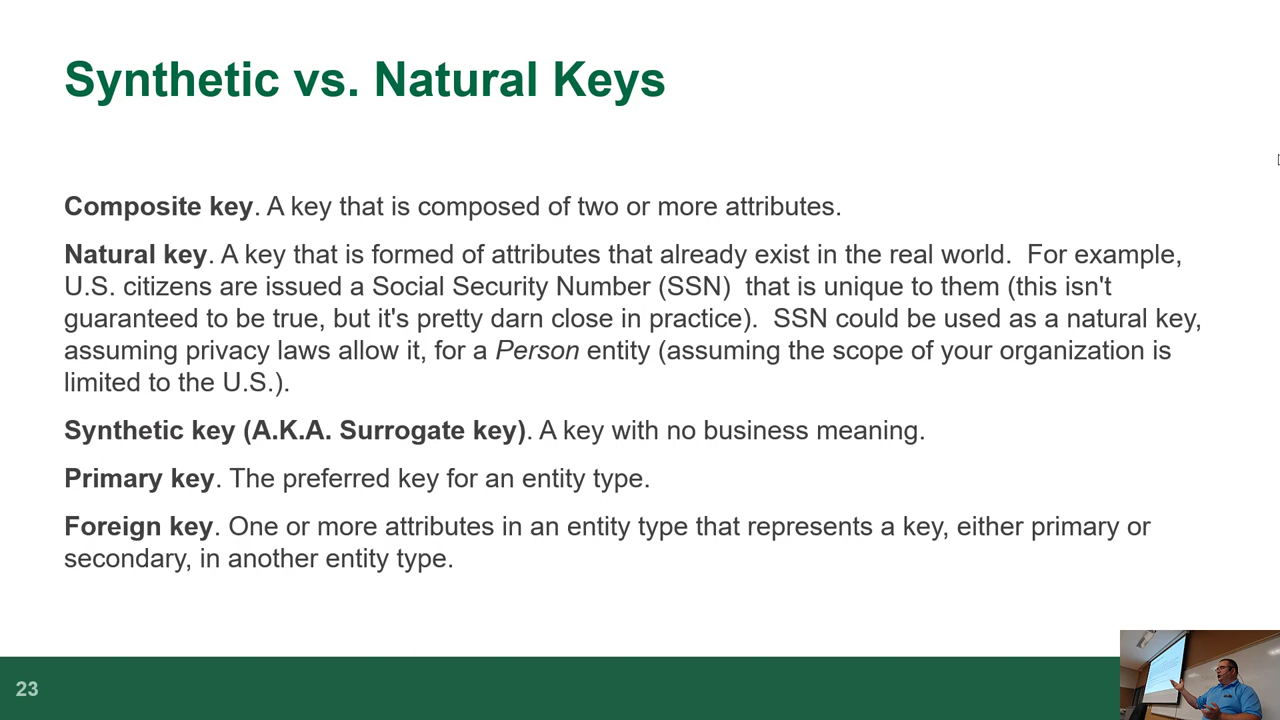 Synthetic vs. Natural Keys
Composite key. A key that is composed of two or more attributes.
Natural key. A key that is formed of attributes that already exist in the real world.  For example,
U.S. citizens are issued a Social Security Number (SSN)  that is unique to them (this isn't
guaranteed to be true, but it's pretty darn close in practice).  SSN could be used as a natural key,
assuming privacy laws allow it, for a Person entity (assuming the scope of your organization is
limited to the U.S.).
Synthetic key (A.K.A. Surrogate key). A key with no business meaning.
Primary key. The preferred key for an entity type.
Foreign key. One or more attributes in an entity type that represents a key, either primary or
secondary, in another entity type.
23